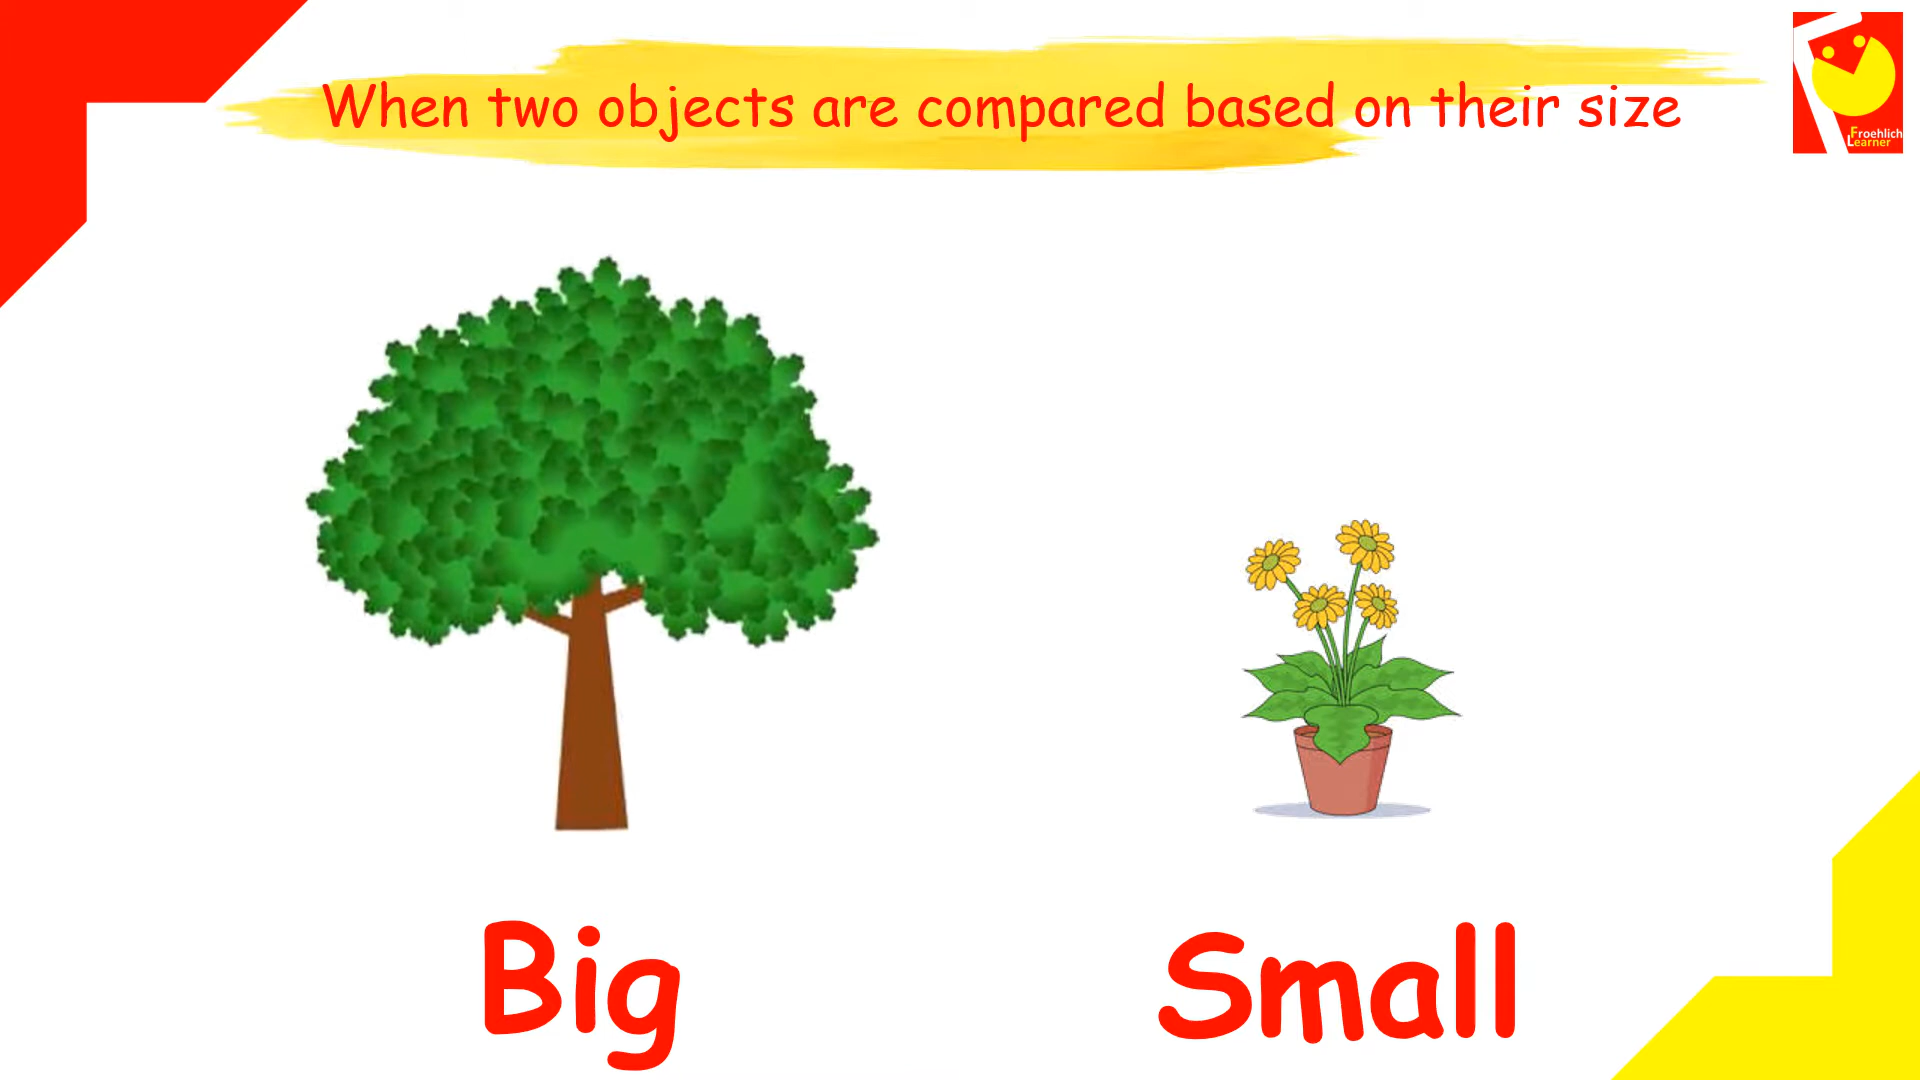 When two objects are compared based on their size
Froehlich
Learner
Big
Small